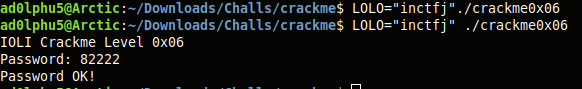 ad0lphu5@Arctic:~/Downloads/Challs/crackme$ LOLO="inctfj"./crackme0x06
ad0lphu5@Arctic:~/Downloads/Challs/crackme$ LOLO="inctfj" ./crackme0x06
IOLI Crackme Level 0x06
Password: 82222
Password OK!